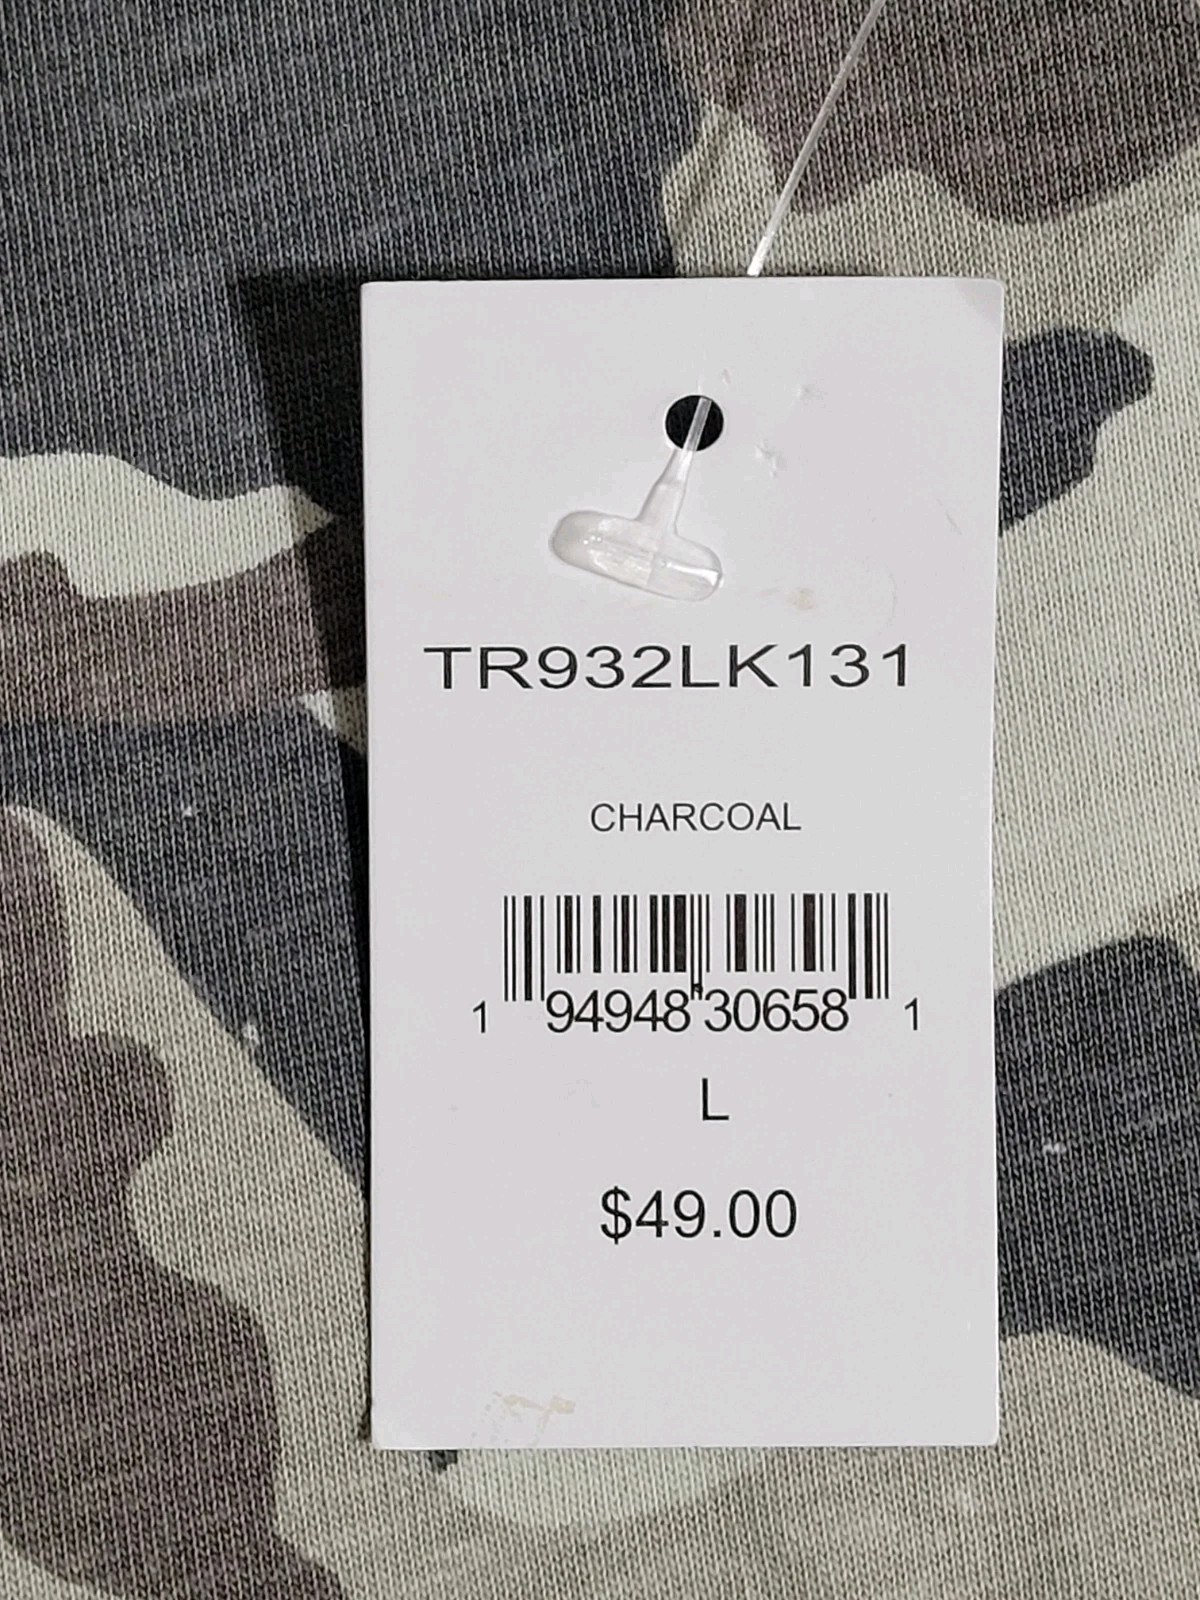 TR932LK131
CHARCOAL
1 94948 30658 1
L
$49.00